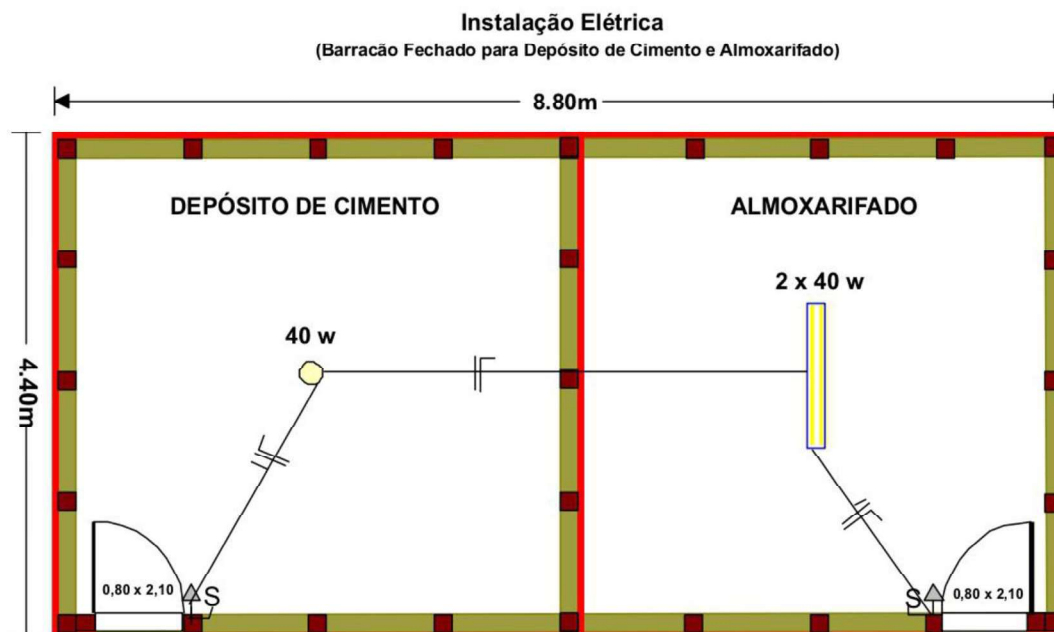 Instalação Elétrica
(Barracão Fechado para Depósito de Cimento e Almoxarifado)
8.80m
DEPÓSITO DE CIMENTO
ALMOXARIFADO
2 x 40 w
40 w
4.40m
0,80 x 2,10
S
S
0,80 x 2,10